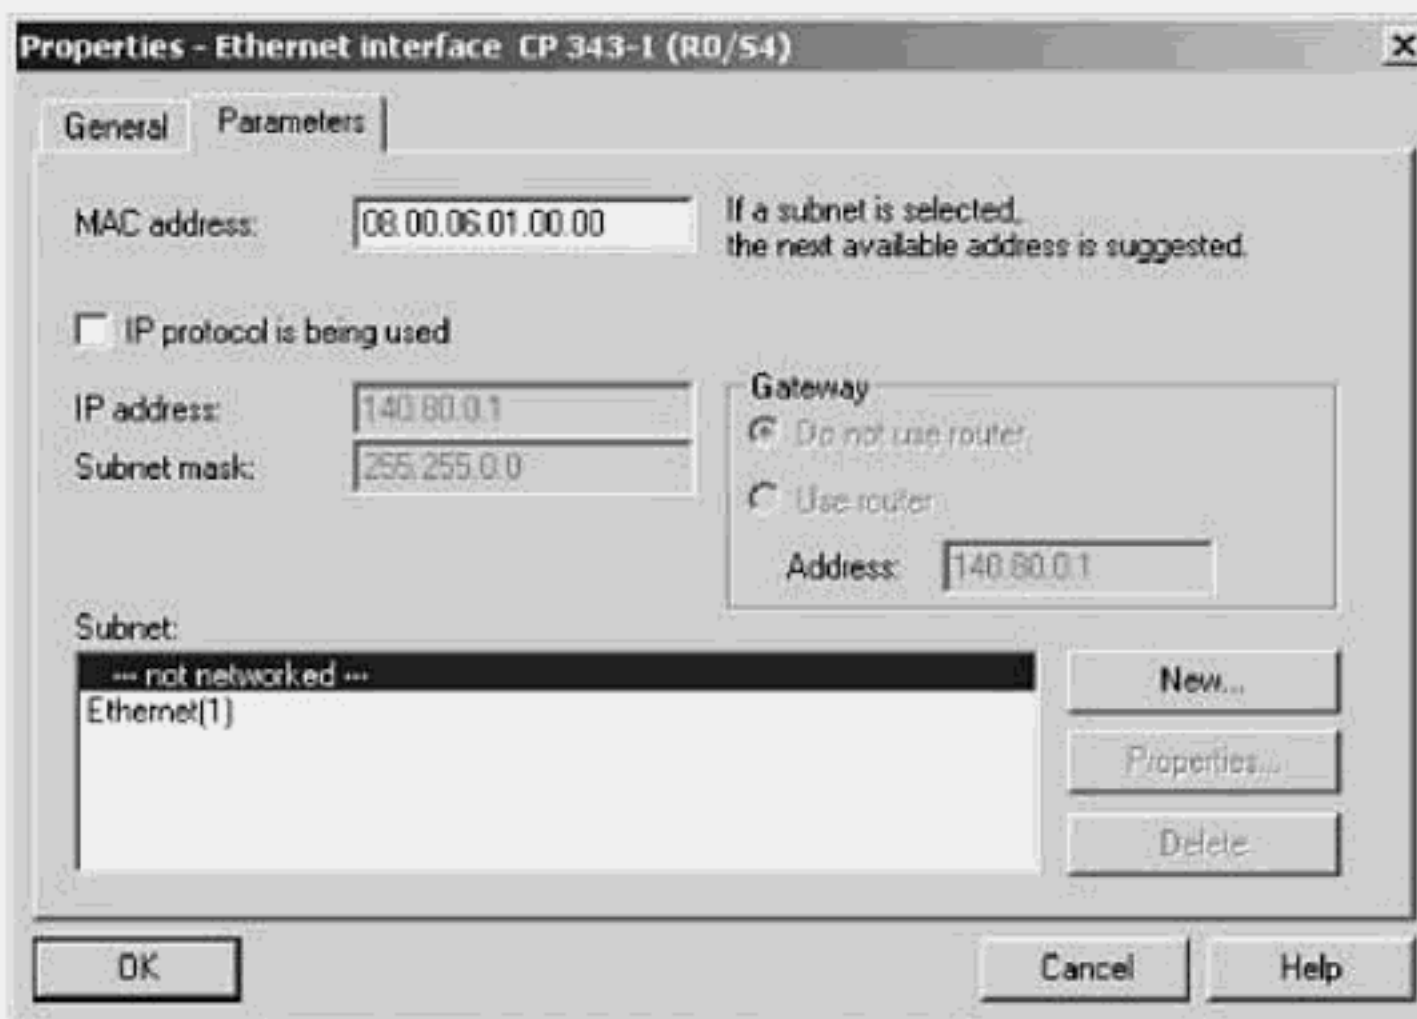 Properties - Ethernet interface CP 343-1 (R0/S4)
General
Parameters
MAC address:
08.00.06.01.00.00
If a subnet is selected,
the next available address is suggested.
IP protocol is being used
IP address:
140.80.0.1
Subnet mask:
255.255.0.0
Gateway
Do not use router
Use router
Address:
140.80.0.1
Subnet:
--- not networked ---
Ethernet(1)
New...
Properties...
Delete
OK
Cancel
Help